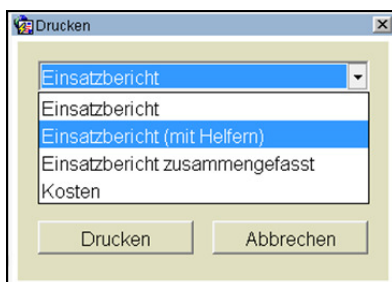 Drucken
Einsatzbericht
Einsatzbericht
Einsatzbericht (mit Helfern)
Einsatzbericht zusammengefasst
Kosten
Drucken Abbrechen